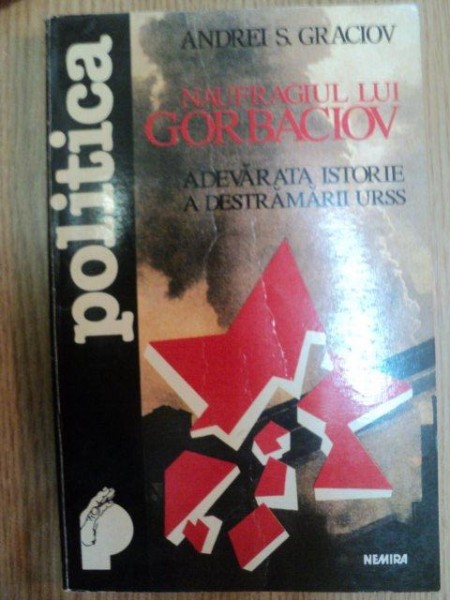 politica
ANDREI S. GRACIOV
NAUFRAGIUL LUI
GORBACIOV
ADEVĂRATA ISTORIE
A DESTRĂMĂRII URSS
NEMIRA